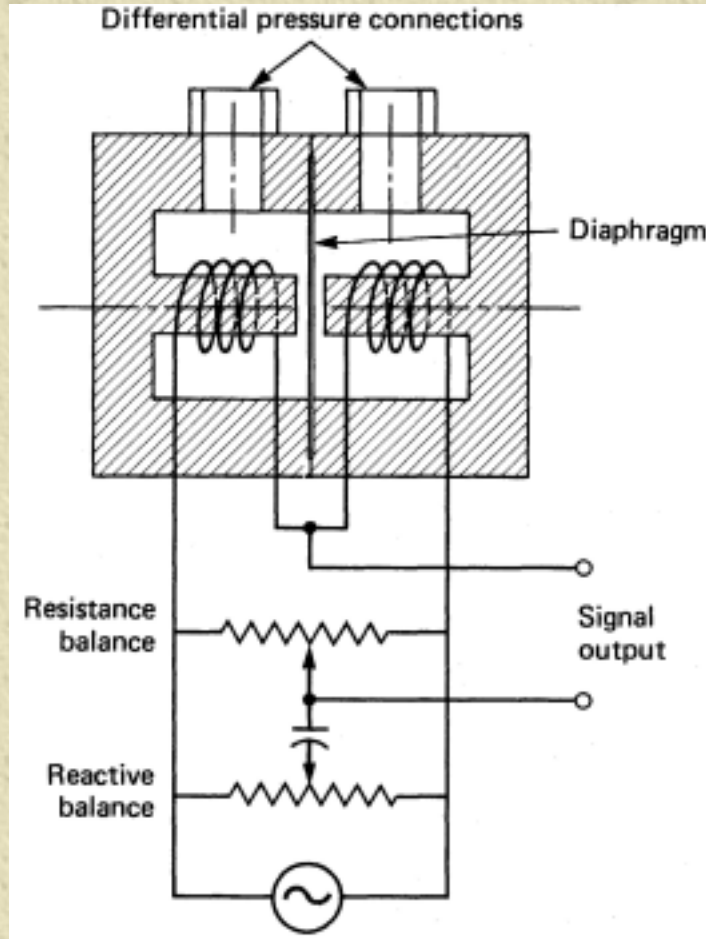 Differential pressure connections
Diaphragm
Resistance
balance
Signal
output
Reactive
balance